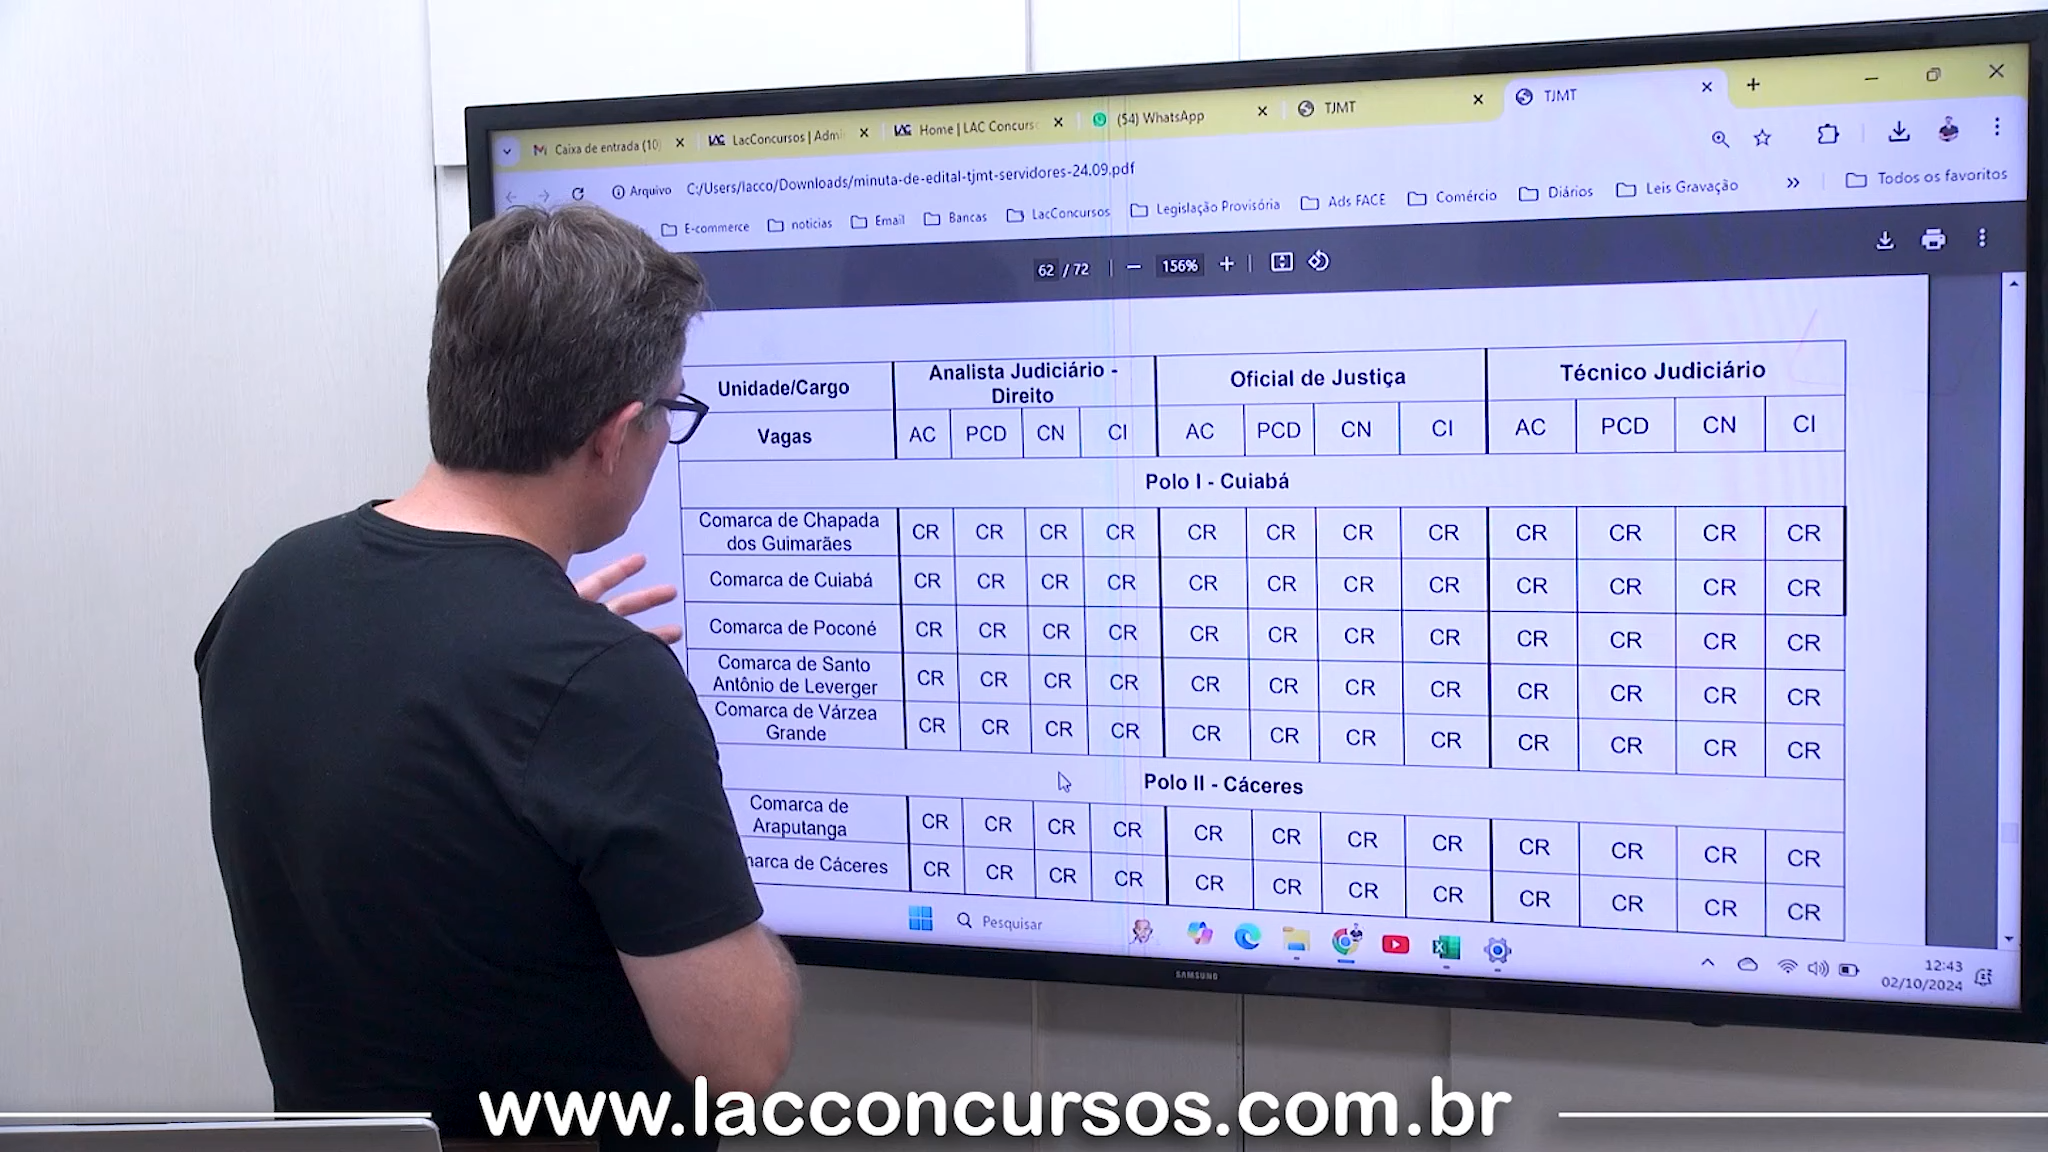 Caixa de entrada (10)
LAC LacConcursos | Admi
LAC Home | LAC Concurs
(54) WhatsApp
TJMT
TJMT
Arquivo C:/Users/lacco/Downloads/minuta-de-edital-tjmt-servidores-24.09.pdf
E-commerce noticias Email Bancas LacConcursos Legislação Provisória Ads FACE Comércio Diários Leis Gravação » Todos os favoritos
62 / 72 156%
Unidade/Cargo
Analista Judiciário -
Direito
Oficial de Justiça
Técnico Judiciário
Vagas AC PCD CN CI AC PCD CN CI AC PCD CN CI
Polo I - Cuiabá
Comarca de Chapada
dos Guimarães
CR CR CR CR CR CR CR CR CR CR CR CR
Comarca de Cuiabá CR CR CR CR CR CR CR CR CR CR CR CR
Comarca de Poconé CR CR CR CR CR CR CR CR CR CR CR CR
Comarca de Santo
Antônio de Leverger
CR CR CR CR CR CR CR CR CR CR CR CR
Comarca de Várzea
Grande
CR CR CR CR CR CR CR CR CR CR CR CR
Polo II - Cáceres
Comarca de
Araputanga
CR CR CR CR CR CR CR CR CR CR CR CR
marca de Cáceres CR CR CR CR CR CR CR CR CR CR CR CR
Pesquisar
12:43
02/10/2024
SAMSUNG
www.lacconcursos.com.br